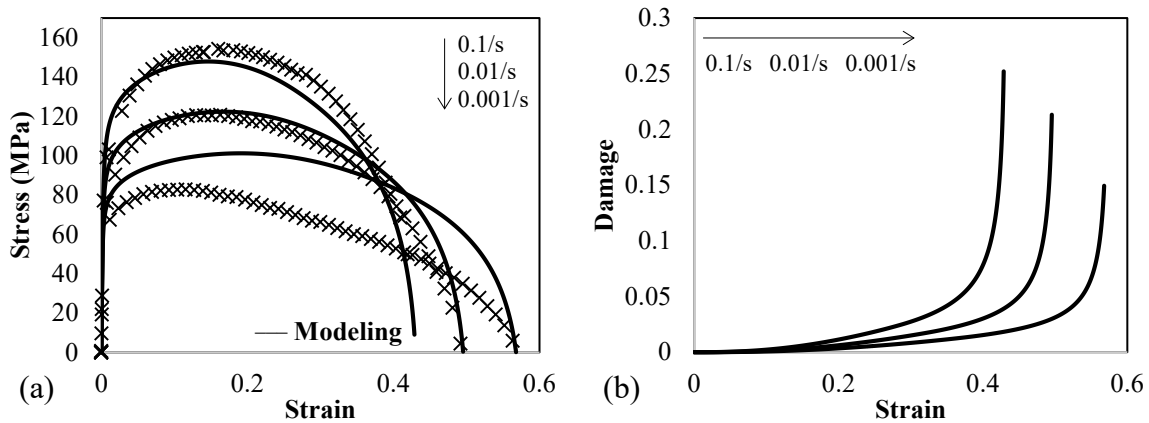 160
140
120
100
80
60
40
20
0
Stress (MPa)
0.1/s
0.01/s
0.001/s
Modeling
0 0.2 0.4 0.6
(a) Strain
0.3
0.25
0.2
0.15
0.1
0.05
0
Damage
0.1/s 0.01/s 0.001/s
0 0.2 0.4 0.6
(b) Strain